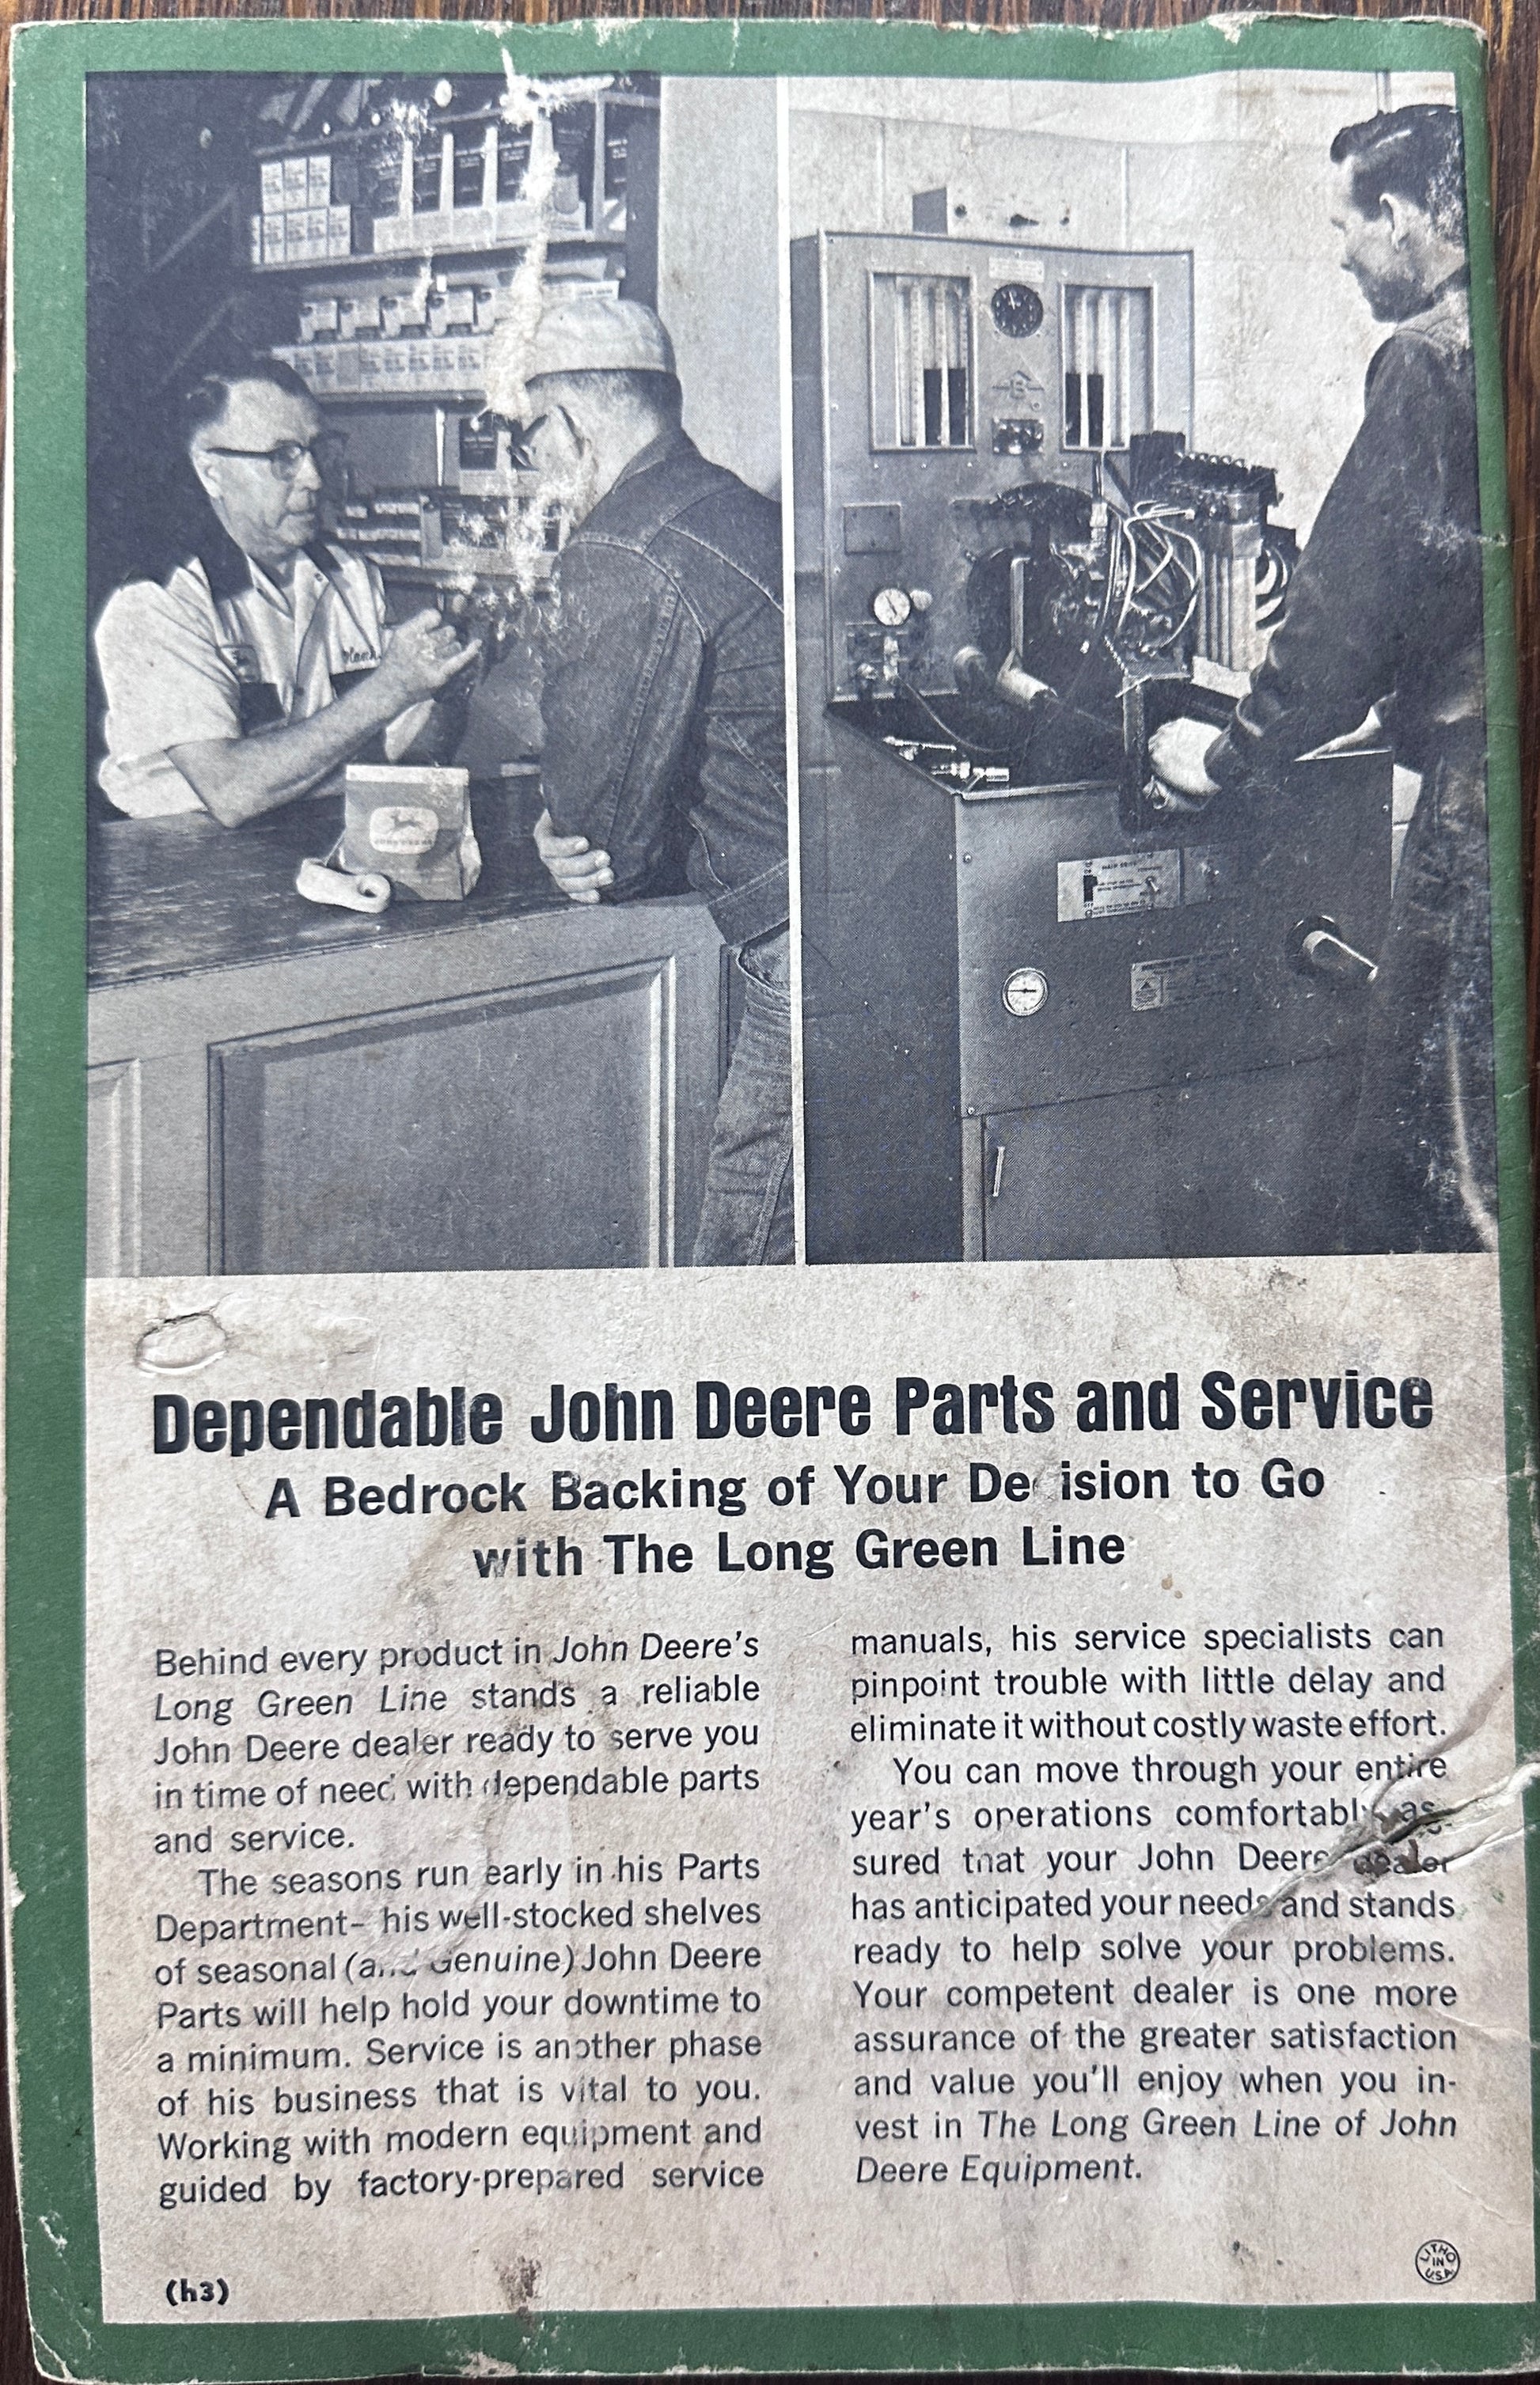 Dependable John Deere Parts and Service
A Bedrock Backing of Your De ision to Go
with The Long Green Line
Behind every product in John Deere's
Long Green Line stands a reliable
John Deere dealer ready to serve you
in time of need with dependable parts
and service.
The seasons run early in his Parts
Department– his well-stocked shelves
of seasonal (and Genuine) John Deere
Parts will help hold your downtime to
a minimum. Service is another phase
of his business that is vital to you.
Working with modern equipment and
guided by factory-prepared service
manuals, his service specialists can
pinpoint trouble with little delay and
eliminate it without costly waste effort.
You can move through your entire
year's operations comfortably as-
sured that your John Deere dealer
has anticipated your needs and stands
ready to help solve your problems.
Your competent dealer is one more
assurance of the greater satisfaction
and value you'll enjoy when you in-
vest in The Long Green Line of John
Deere Equipment.
(h3)
LITHO
IN
U.S.A.